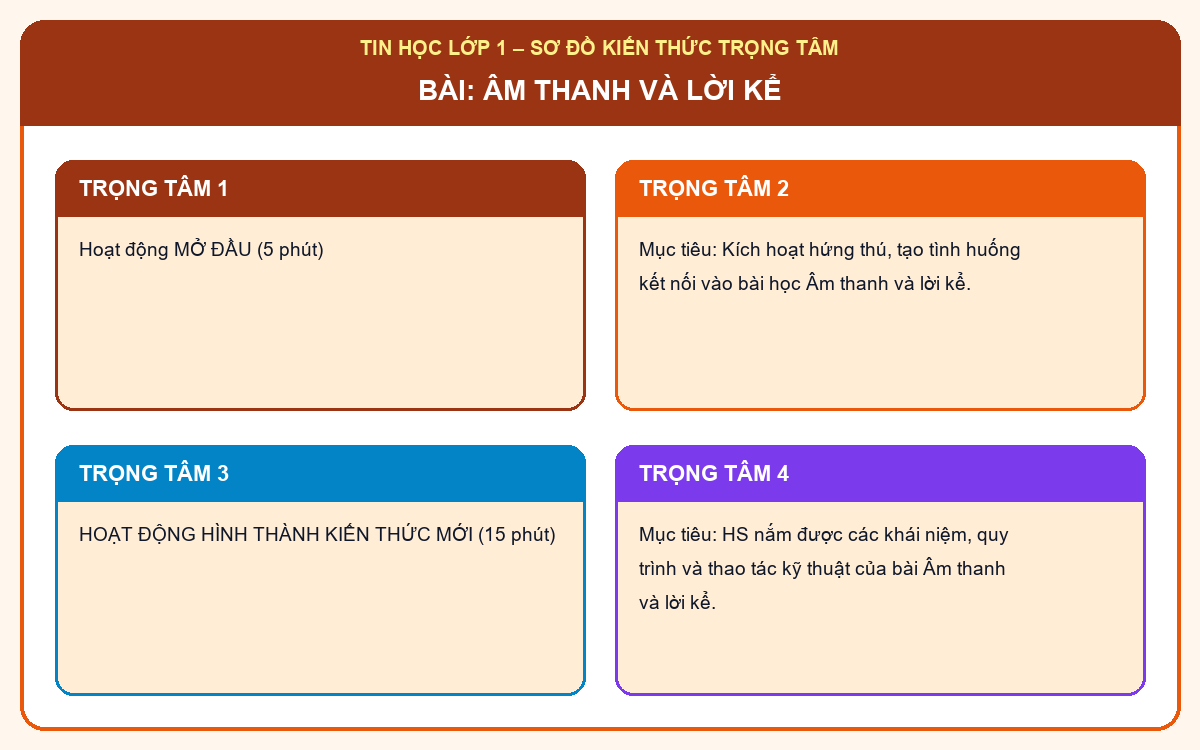 TIN HỌC LỚP 1 – SƠ ĐỒ KIẾN THỨC TRỌNG TÂM
BÀI: ÂM THANH VÀ LỜI KỂ
TRỌNG TÂM 1
Hoạt động MỞ ĐẦU (5 phút)
TRỌNG TÂM 2
Mục tiêu: Kích hoạt hứng thú, tạo tình huống
kết nối vào bài học Âm thanh và lời kể.
TRỌNG TÂM 3
HOẠT ĐỘNG HÌNH THÀNH KIẾN THỨC MỚI (15 phút)
TRỌNG TÂM 4
Mục tiêu: HS nắm được các khái niệm, quy
trình và thao tác kỹ thuật của bài Âm thanh
và lời kể.